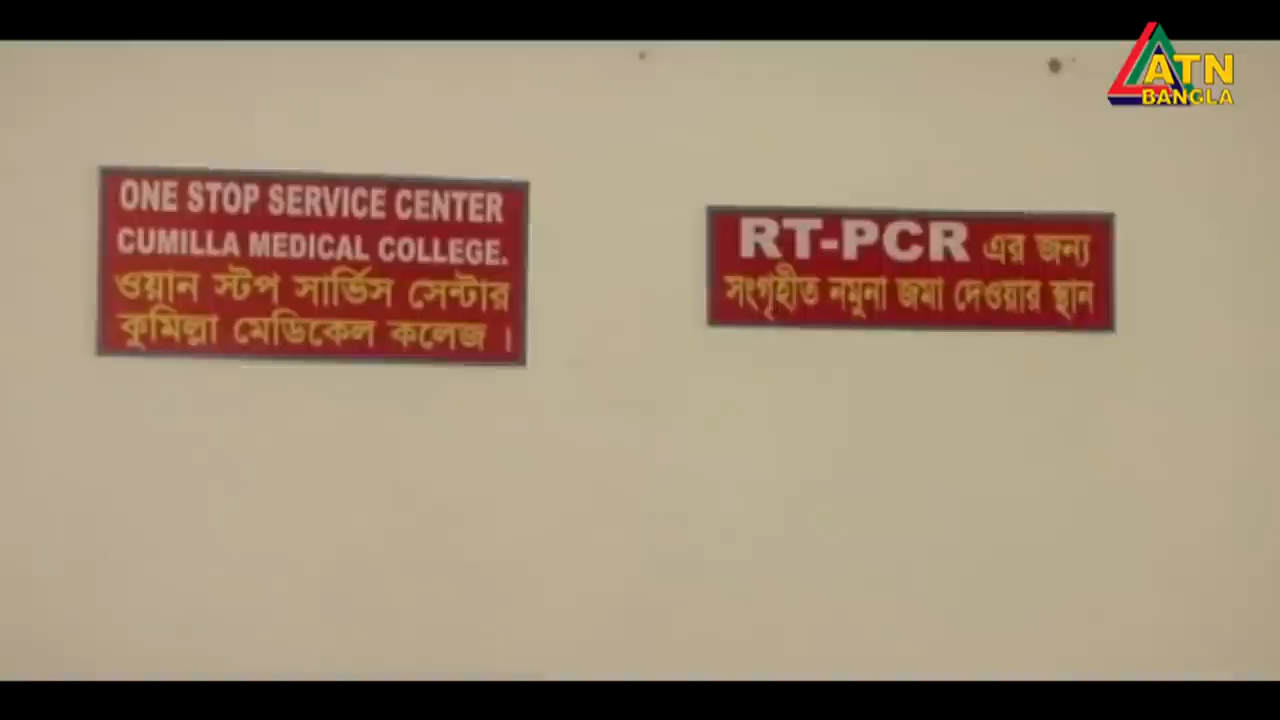 ATN
BANGLA
ONE STOP SERVICE CENTER
CUMILLA MEDICAL COLLEGE.
ওয়ান স্টপ সার্ভিস সেন্টার
কুমিল্লা মেডিকেল কলেজ ।
RT-PCR এর জন্য
সংগৃহীত নমুনা জমা দেওয়ার স্থান